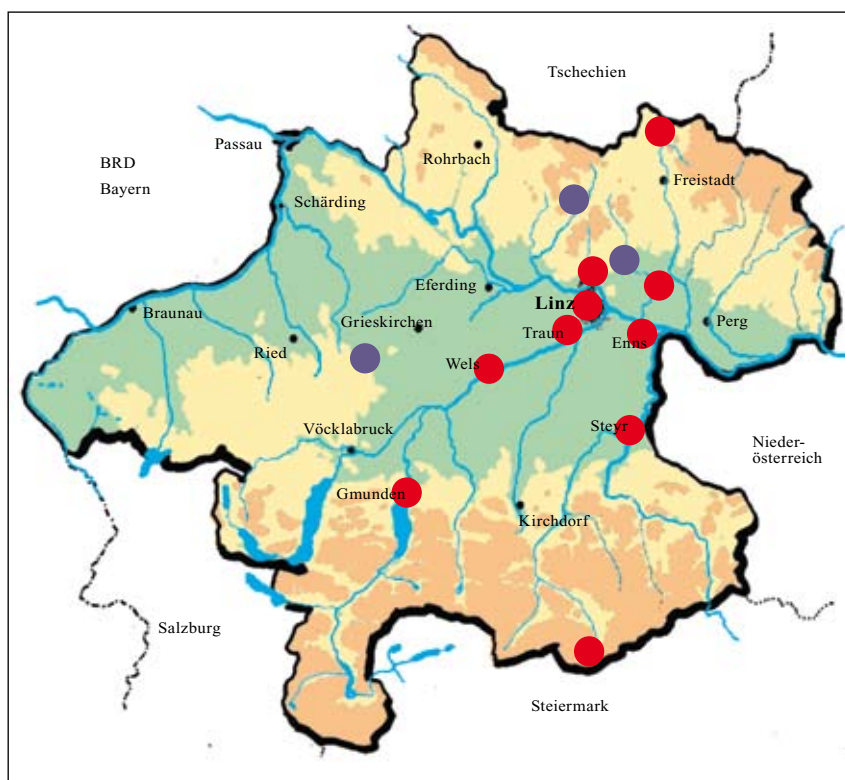 Tschechien
Passau
BRD
Bayern
Rohrbach
Freistadt
Schärding
Eferding
Linz
Braunau
Grieskirchen
Traun
Enns
Perg
Ried
Wels
Vöcklabruck
Steyr
Nieder-
österreich
Gmunden
Kirchdorf
Salzburg
Steiermark